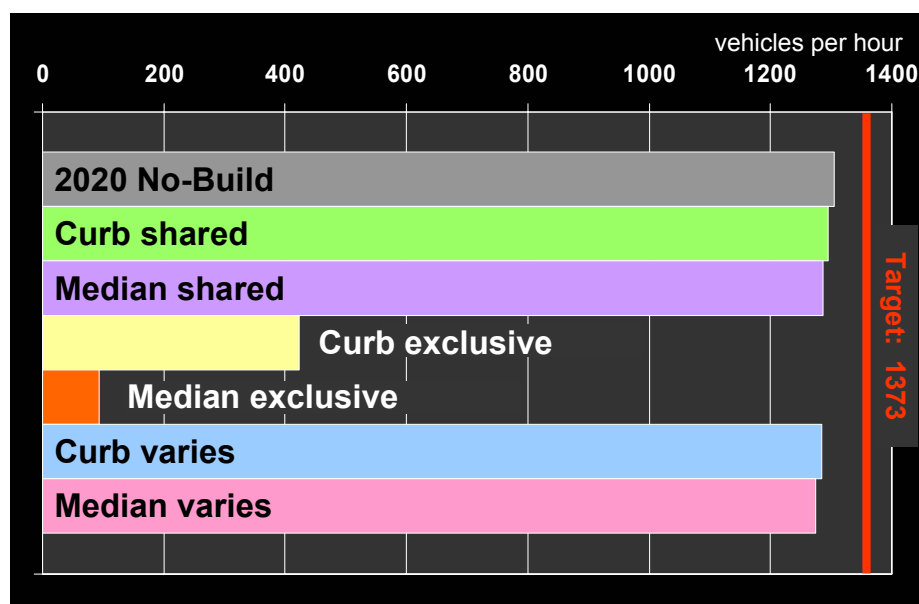 vehicles per hour
0 200 400 600 800 1000 1200 1400
2020 No-Build
Curb shared
Median shared
Curb exclusive
Median exclusive
Curb varies
Median varies
Target: 1373